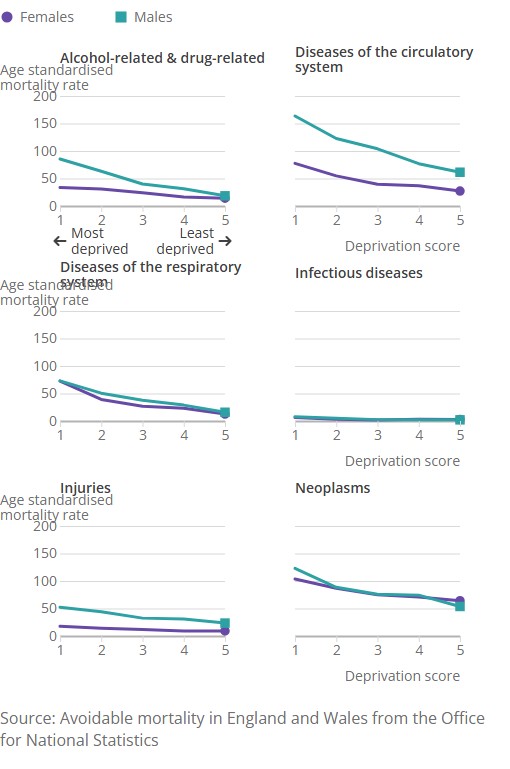 Females Males
Alcohol-related & drug-related
Age standardised
mortality rate
200
150
100
50
0
1 2 3 4 5
← Most
deprived
Least →
deprived
Diseases of the circulatory
system
1 2 3 4 5
Deprivation score
Diseases of the respiratory
system
Age standardised
mortality rate
200
150
100
50
0
1 2 3 4 5
Infectious diseases
1 2 3 4 5
Deprivation score
Injuries
Age standardised
mortality rate
200
150
100
50
0
1 2 3 4 5
Neoplasms
1 2 3 4 5
Deprivation score
Source: Avoidable mortality in England and Wales from the Office
for National Statistics